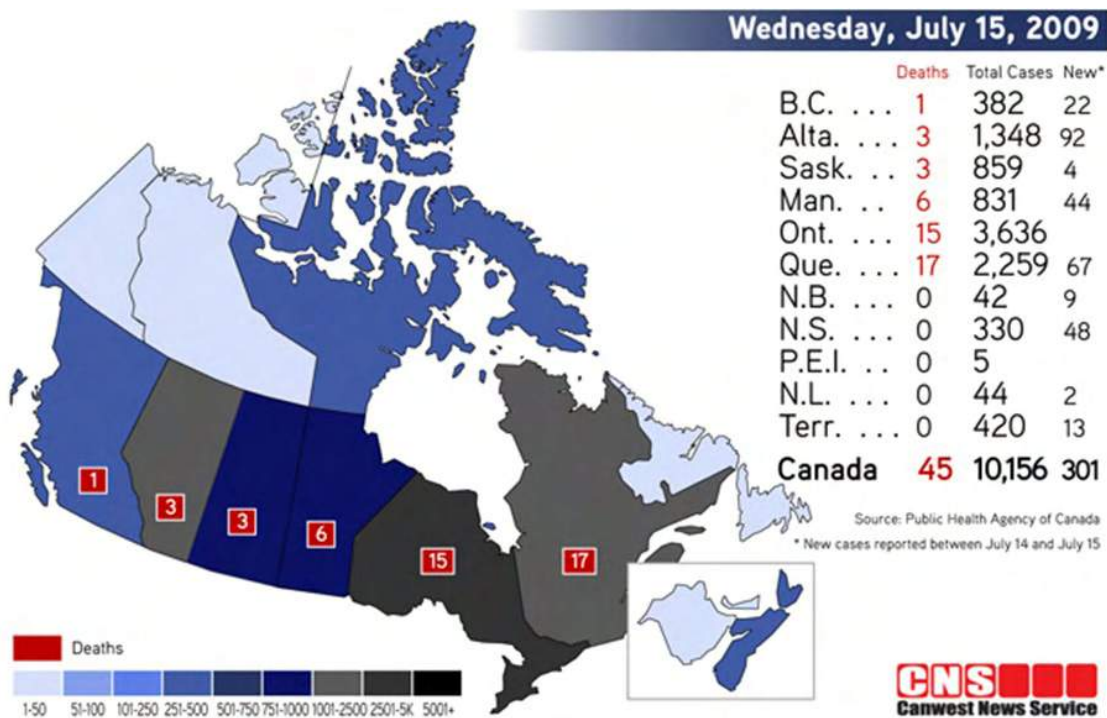 Wednesday, July 15, 2009
Deaths Total Cases New*
B.C. . . . 1 382 22
Alta. . . . 3 1,348 92
Sask. . . 3 859 4
Man. . . 6 831 44
Ont. . . . 15 3,636
Que. . . . 17 2,259 67
N.B. . . . 0 42 9
N.S. . . . 0 330 48
P.E.I. . . 0 5
N.L. . . . 0 44 2
Terr. . . . 0 420 13
Canada 45 10,156 301
Source: Public Health Agency of Canada
* New cases reported between July 14 and July 15
1
3
3
6
15
17
Deaths
1-50 51-100 101-250 251-500 501-750 751-1000 1001-2500 2501-5K 5001+
CNS
Canwest News Service